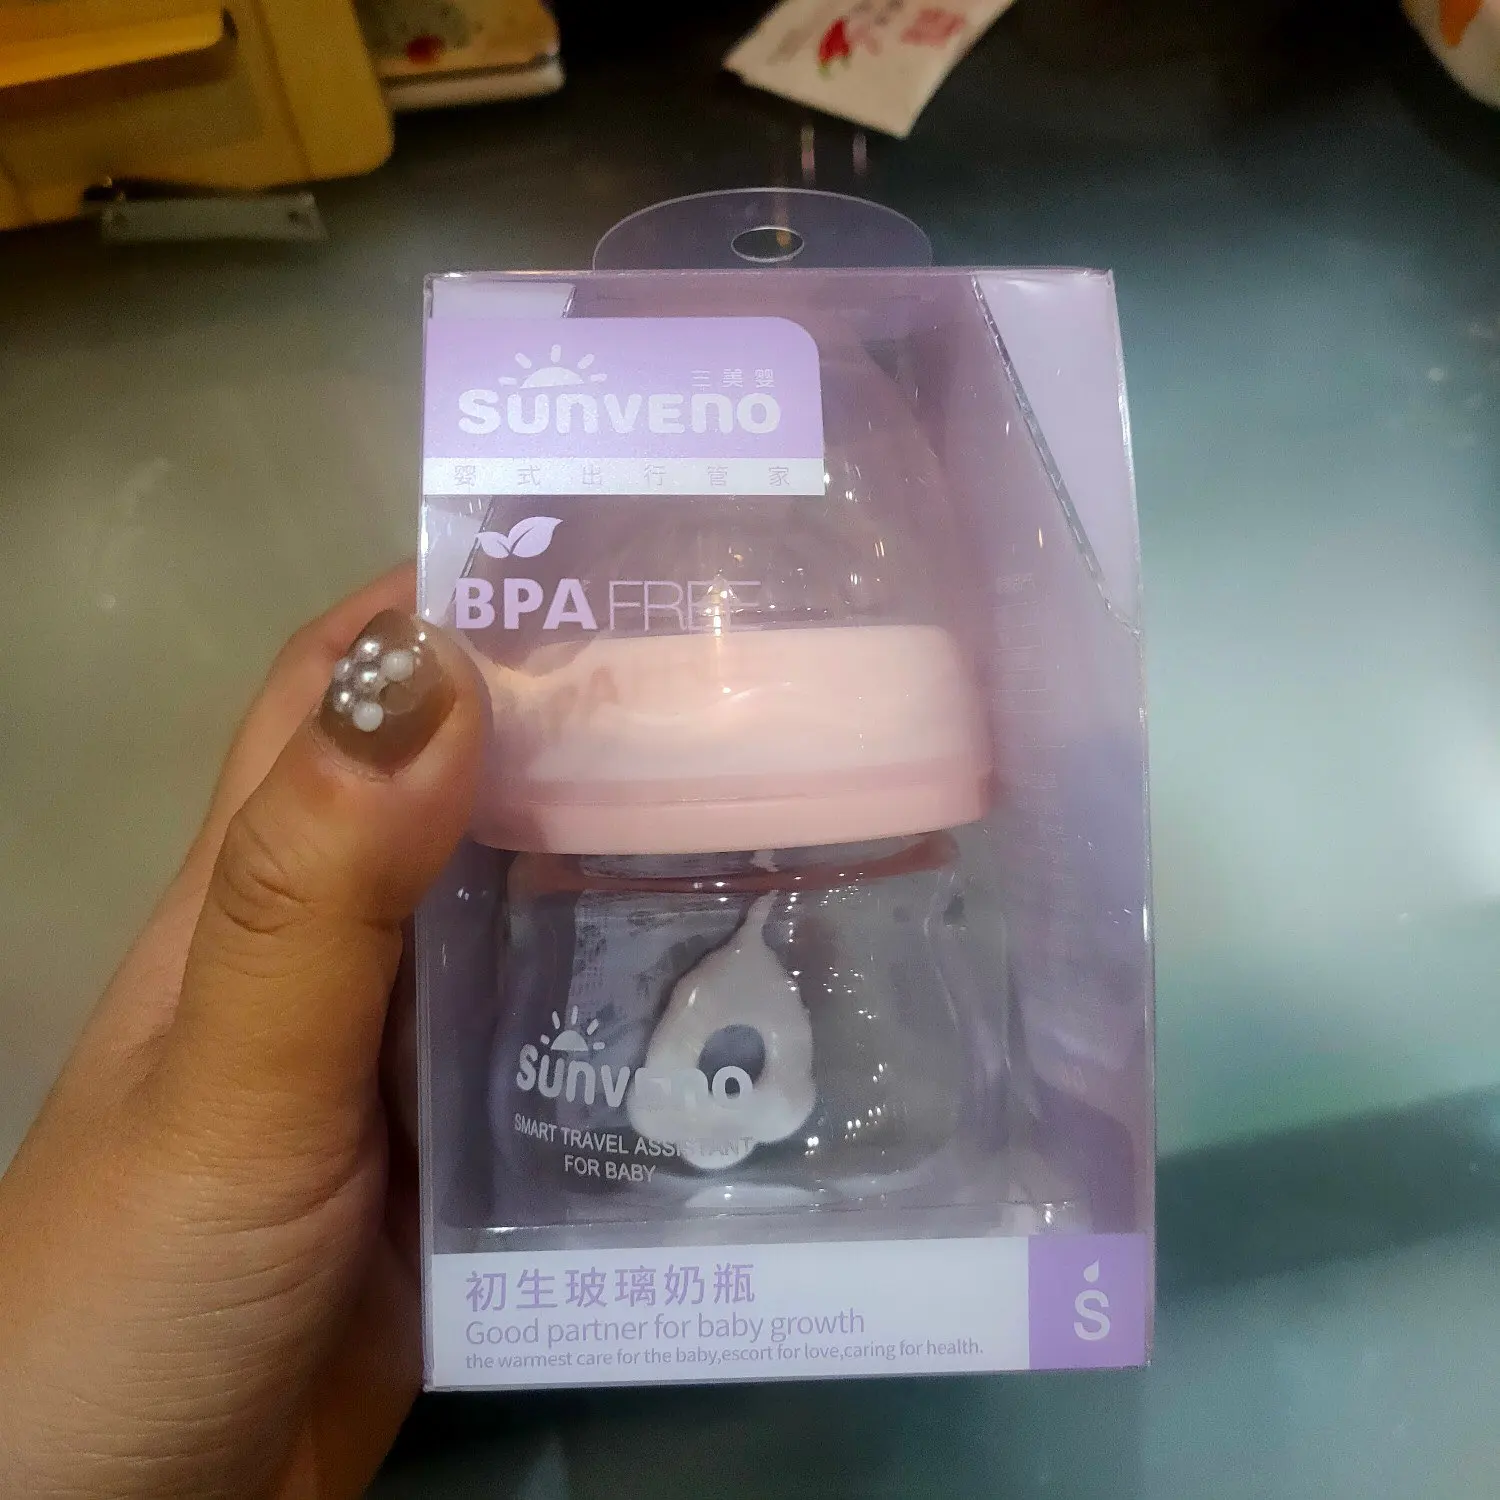 三美婴
SUNVENO
婴式出行管家
BPA FREE
SUNVENO
SMART TRAVEL ASSISTANT
FOR BABY
初生玻璃奶瓶
Good partner for baby growth
the warmest care for the baby,escort for love,caring for health.
S